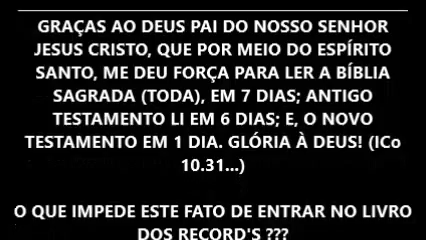 GRAÇAS AO DEUS PAI DO NOSSO SENHOR
JESUS CRISTO, QUE POR MEIO DO ESPÍRITO
SANTO, ME DEU FORÇA PARA LER A BÍBLIA
SAGRADA (TODA), EM 7 DIAS; ANTIGO
TESTAMENTO LI EM 6 DIAS; E, O NOVO
TESTAMENTO EM 1 DIA. GLÓRIA À DEUS! (ICo
10.31...)
O QUE IMPEDE ESTE FATO DE ENTRAR NO LIVRO
DOS RECORD'S ???